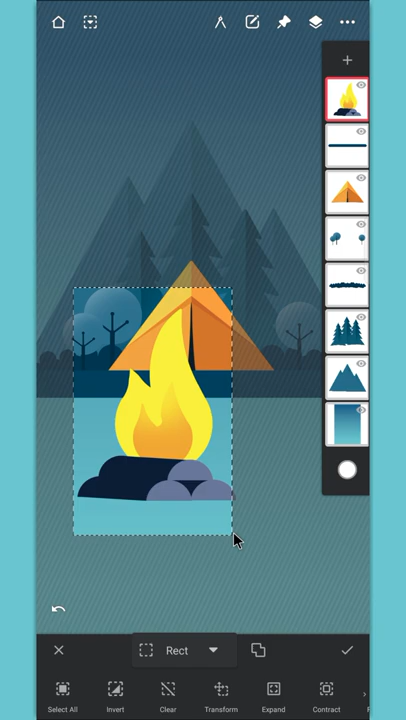 Rect
Select All
Invert
Clear
Transform
Expand
Contract